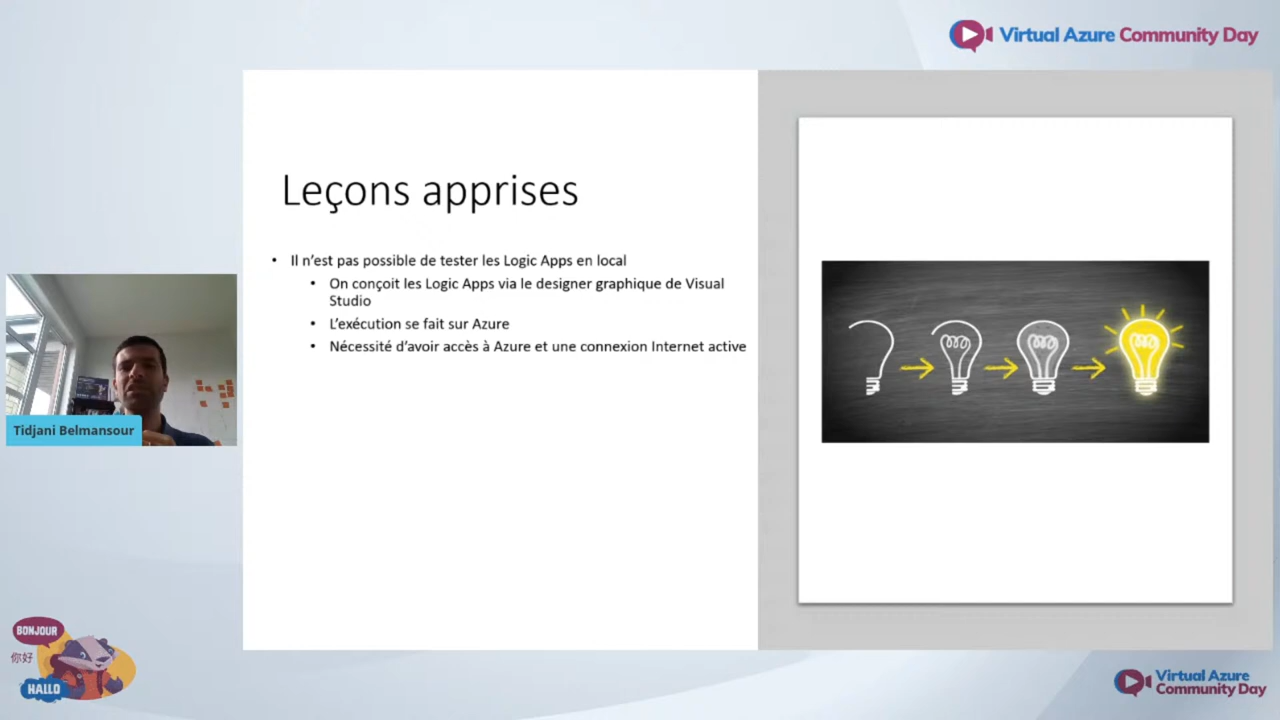 Virtual Azure Community Day
Leçons apprises
• Il n’est pas possible de tester les Logic Apps en local
• On conçoit les Logic Apps via le designer graphique de Visual
Studio
• L’exécution se fait sur Azure
• Nécessité d’avoir accès à Azure et une connexion Internet active
Tidjani Belmansour
BONJOUR
你好
HALLO
Virtual Azure
Community Day